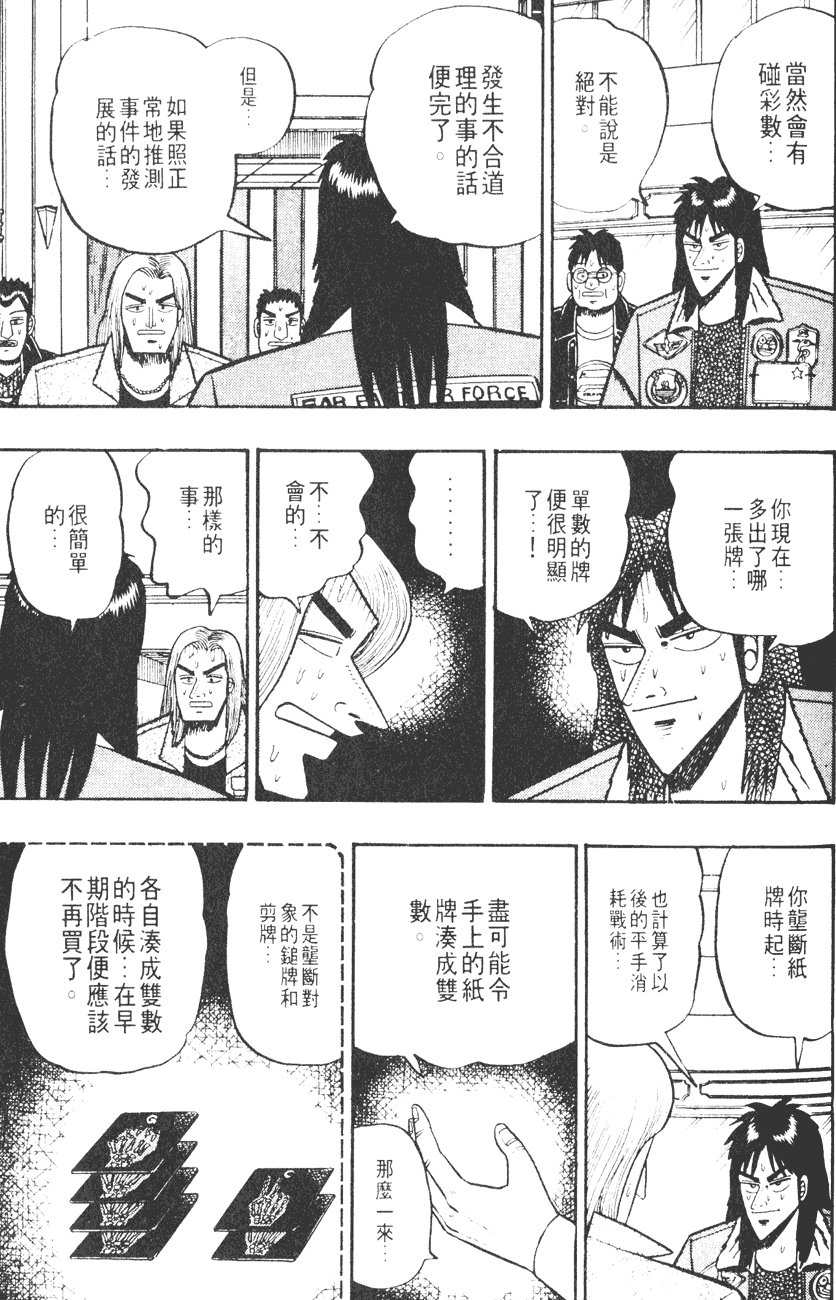 當然會有
碰彩數…
不能說是
絕對。
發生不合道
理的事的話
便完了。
但是…
如果照正
常地推測
事件的發
展的話…
FORCE
你現在…
多出了哪
一張牌…
單數的牌
便很明顯
了…!
………
不…不
會的…
那樣的
事…
很簡單
的…
你壟斷紙
牌時起…
也計算了以
後的平手消
耗戰術…
盡可能令
手上的紙
牌湊成雙
數。
那麼一來…
不是壟斷對
象的鎚牌和
剪牌…
各自湊成雙數
的時候…在早
期階段便應該
不再買了。